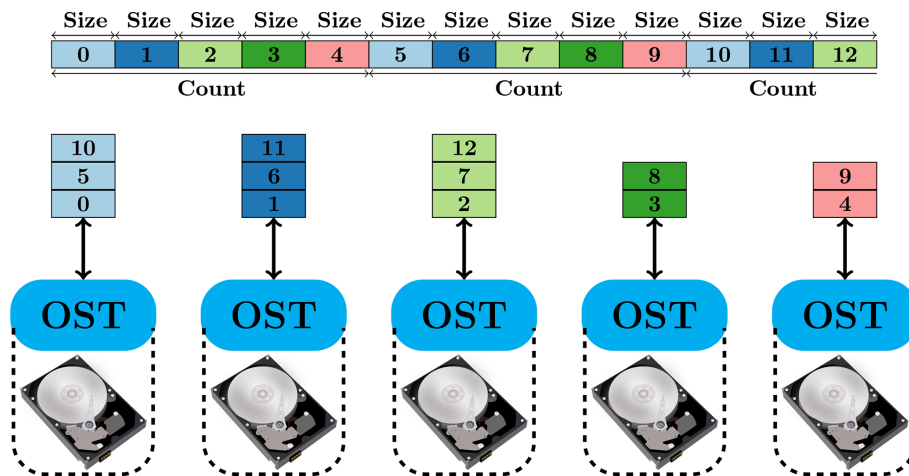 Size Size Size Size Size Size Size Size Size Size Size Size Size
0 1 2 3 4 5 6 7 8 9 10 11 12
Count Count Count
10 11 12
5 6 7 8 9
0 1 2 3 4
OST OST OST OST OST